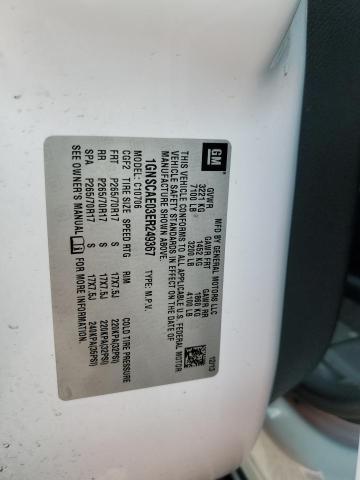 GM
MFD BY GENERAL MOTORS LLC 12/13
GVWR GAWR FRT GAWR RR
3221 KG 1452 KG 1860 KG
7100 LB 3200 LB 4100 LB
THIS VEHICLE CONFORMS TO ALL APPLICABLE U.S. FEDERAL MOTOR
VEHICLE SAFETY STANDARDS IN EFFECT ON THE DATE OF
MANUFACTURE SHOWN ABOVE.
1GNSCAE03ER249367 TYPE: M.P.V.
MODEL: C10706
CGF2 TIRE SIZE SPEED RTG RIM COLD TIRE PRESSURE
FRT P265/70R17 S 17X7.5J 220KPA(32PSI)
RR P265/70R17 S 17X7.5J 220KPA(32PSI)
SPA P265/70R17 S 17X7.5J 240KPA(35PSI)
SEE OWNER'S MANUAL FOR MORE INFORMATION.